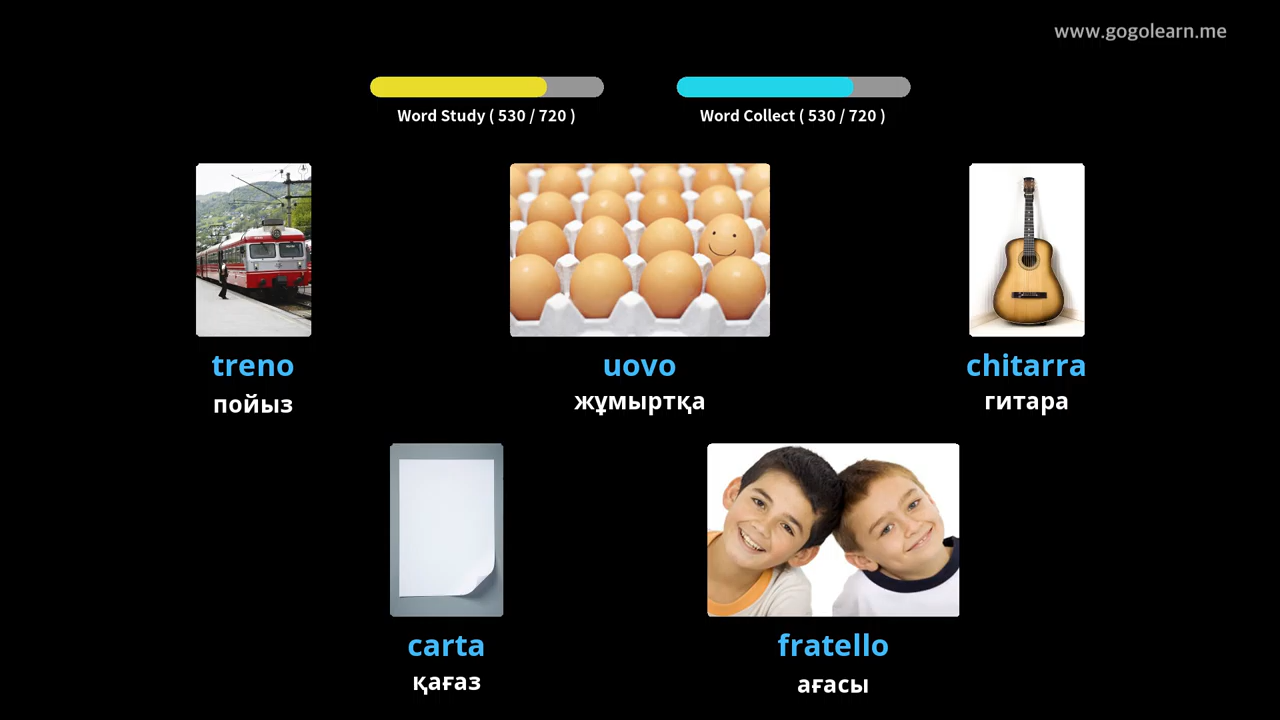 www.gogolearn.me
Word Study ( 530 / 720 )
Word Collect ( 530 / 720 )
treno
uovo
chitarra
пойыз
жұмыртқа
гитара
carta
fratello
қағаз
ағасы